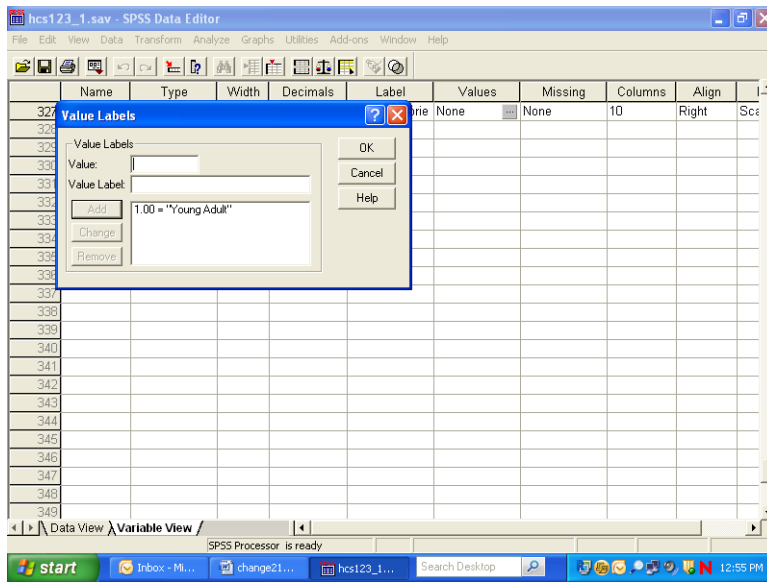 hcs123_1.sav - SPSS Data Editor
File Edit View Data Transform Analyze Graphs Utilities Add-ons Window Help
Name Type Width Decimals Label Values Missing Columns Align
327 brie None ... None 10 Right Sca
Value Labels
328
329 Value Labels OK
330 Value:
Cancel
331 Value Label:
332 Help
Add 1.00 = "Young Adult"
333
334 Change
335 Remove
336
337
338
339
340
341
342
343
344
345
346
347
348
349
Data View Variable View
SPSS Processor is ready
start Inbox - Mi... change21... hcs123_1... Search Desktop 12:55 PM